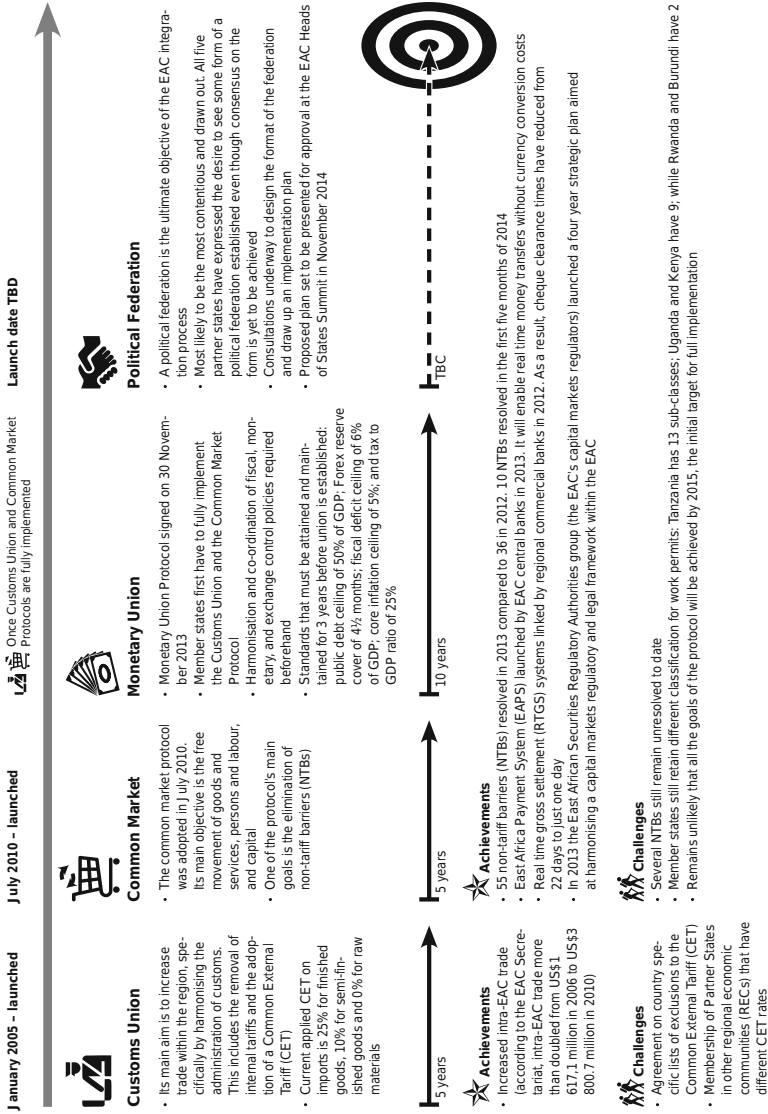 January 2005 – launched
July 2010 – launched
Once Customs Union and Common Market
Protocols are fully implemented
Launch date TBD
Customs Union
• Its main aim is to increase
trade within the region, spe-
cifically by harmonising the
administration of customs.
This includes the removal of
internal tariffs and the adop-
tion of a Common External
Tariff (CET)
• Current applied CET on
imports is 25% for finished
goods, 10% for semi-fin-
ished goods and 0% for raw
materials
5 years
Achievements
• Increased intra-EAC trade
(according to the EAC Secre-
tariat, intra-EAC trade more
than doubled from US$1
617,1 million in 2006 to US$3
800.7 million in 2010)
Challenges
• Agreement on country spe-
cific lists of exclusions to the
Common External Tariff (CET)
• Membership of Partner States
in other regional economic
communities (RECs) that have
different CET rates
Common Market
• The common market protocol
was adopted in July 2010.
Its main objective is the free
movement of goods and
services, persons and labour,
and capital
• One of the protocol's main
goals is the elimination of
non-tariff barriers (NTBs)
5 years
Monetary Union
• Monetary Union Protocol signed on 30 Novem-
ber 2013
• Member states first have to fully implement
the Customs Union and the Common Market
Protocol
• Harmonisation and co-ordination of fiscal, mon-
etary, and exchange control policies required
beforehand
• Standards that must be attained and main-
tained for 3 years before union is established:
public debt ceiling of 50% of GDP; Forex reserve
cover of 4½ months; fiscal deficit ceiling of 6%
of GDP; core inflation ceiling of 5%; and tax to
GDP ratio of 25%
10 years
Political Federation
• A political federation is the ultimate objective of the EAC integra-
tion process
• Most likely to be the most contentious and drawn out. All five
partner states have expressed the desire to see some form of a
political federation established even though consensus on the
form is yet to be achieved
• Consultations underway to design the format of the federation
and draw up an implementation plan
• Proposed plan set to be presented for approval at the EAC Heads
of States Summit in November 2014
TBC
Achievements
• 55 non-tariff barriers (NTBs) resolved in 2013 compared to 36 in 2012. 10 NTBs resolved in the first five months of 2014
• East Africa Payment System (EAPS) launched by EAC central banks in 2013. It will enable real time money transfers without currency conversion costs
• Real time gross settlement (RTGS) systems linked by regional commercial banks in 2012. As a result, cheque clearance times have reduced from
22 days to just one day
• In 2013 the East African Securities Regulatory Authorities group (the EAC's capital markets regulators) launched a four year strategic plan aimed
at harmonising a capital markets regulatory and legal framework within the EAC
Challenges
• Several NTBs still remain unresolved to date
• Member states still retain different classification for work permits: Tanzania has 13 sub-classes; Uganda and Kenya have 9; while Rwanda and Burundi have 2
• Remains unlikely that all the goals of the protocol will be achieved by 2015, the initial target for full implementation